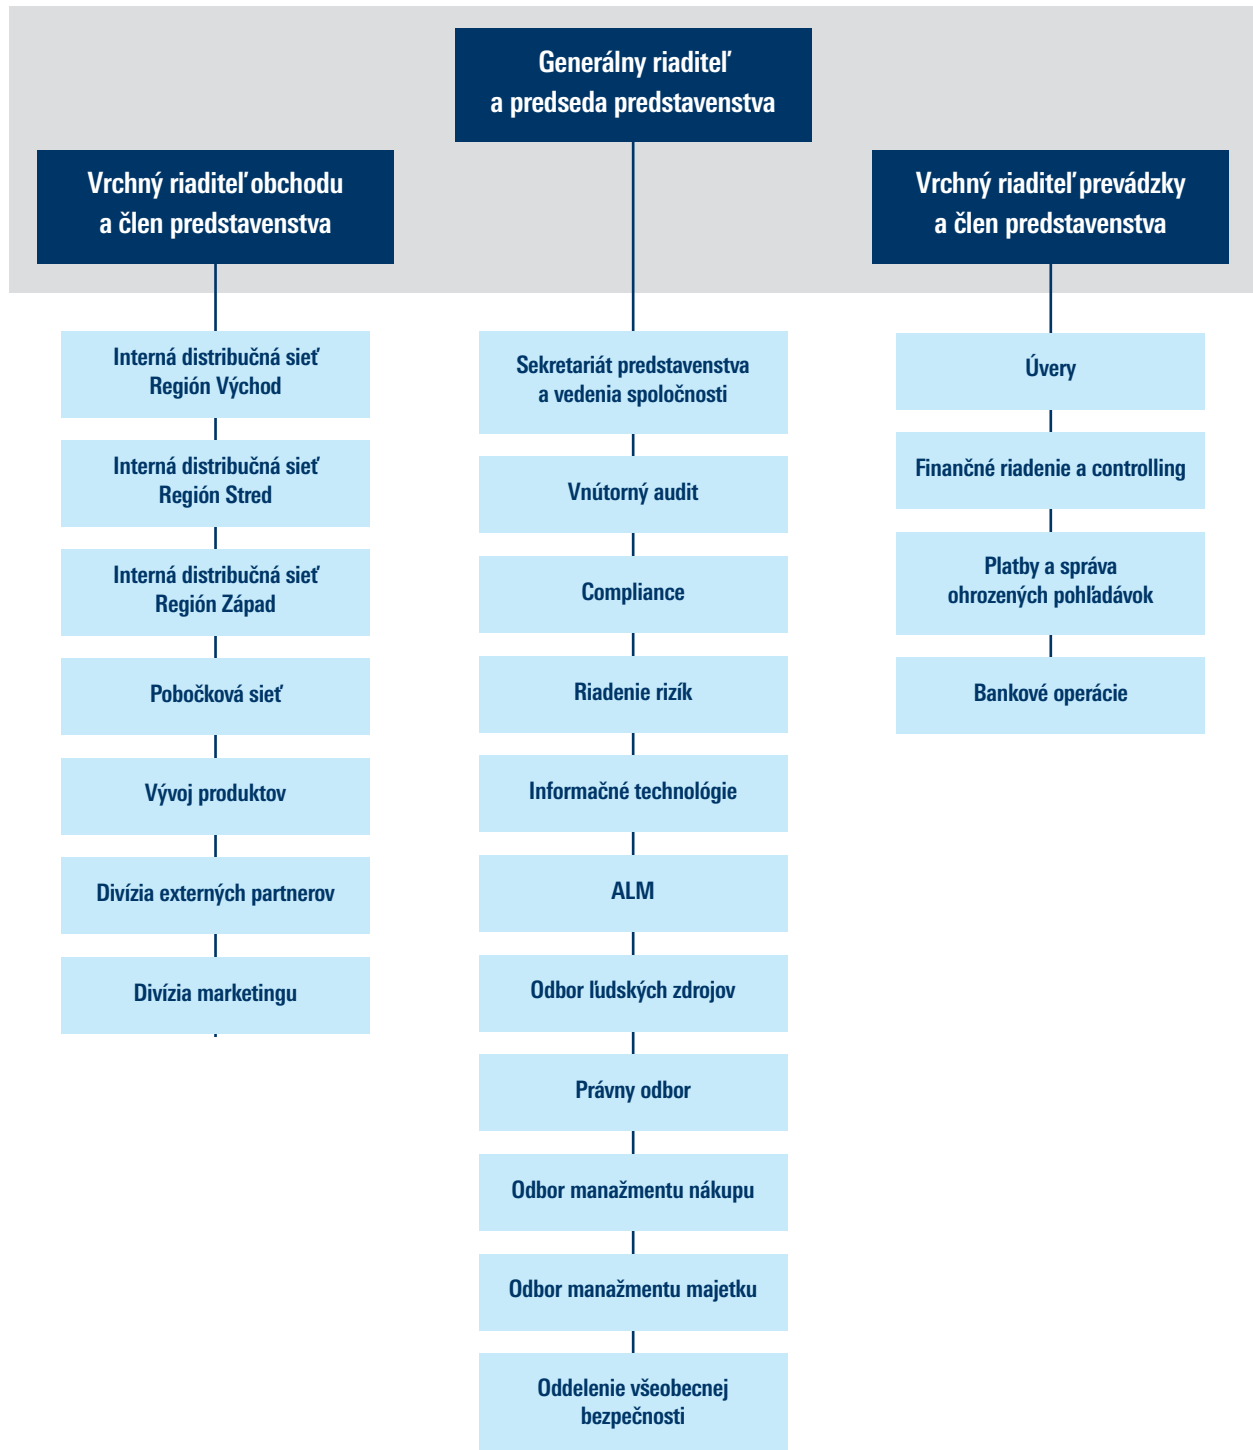 Generálny riaditeľ
a predseda predstavenstva
Vrchný riaditeľ obchodu
a člen predstavenstva
Vrchný riaditeľ prevádzky
a člen predstavenstva
Interná distribučná sieť
Región Východ
Interná distribučná sieť
Región Stred
Interná distribučná sieť
Región Západ
Pobočková sieť
Vývoj produktov
Divízia externých partnerov
Divízia marketingu
Sekretariát predstavenstva
a vedenia spoločnosti
Vnútorný audit
Compliance
Riadenie rizík
Informačné technológie
ALM
Odbor ľudských zdrojov
Právny odbor
Odbor manažmentu nákupu
Odbor manažmentu majetku
Oddelenie všeobecnej
bezpečnosti
Úvery
Finančné riadenie a controlling
Platby a správa
ohrozených pohľadávok
Bankové operácie